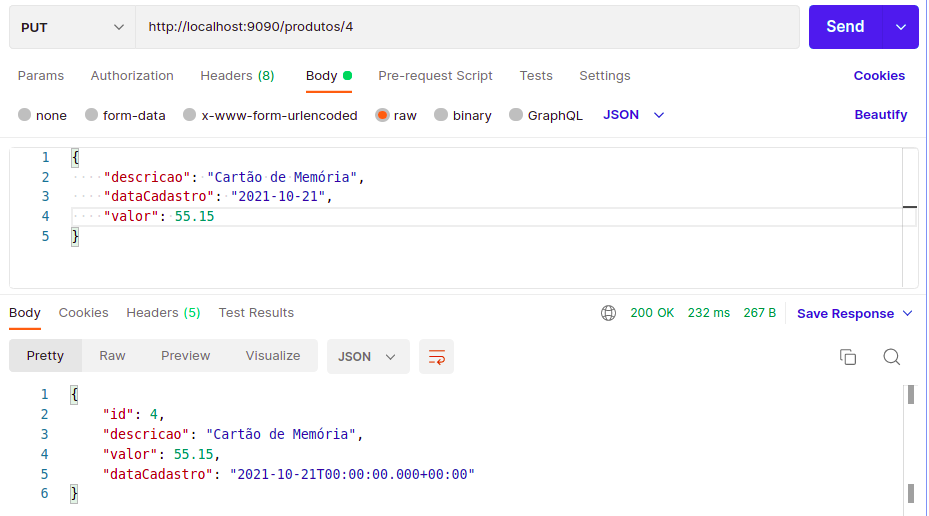 PUT http://localhost:9090/produtos/4 Send
Params Authorization Headers (8) Body Pre-request Script Tests Settings Cookies
none form-data x-www-form-urlencoded raw binary GraphQL JSON Beautify
1 {
2 ····"descricao":·"Cartão·de·Memória",
3 ····"dataCadastro":·"2021-10-21",
4 ····"valor":·55.15
5 }
Body Cookies Headers (5) Test Results 200 OK 232 ms 267 B Save Response
Pretty Raw Preview Visualize JSON
1 {
2     "id": 4,
3     "descricao": "Cartão de Memória",
4     "valor": 55.15,
5     "dataCadastro": "2021-10-21T00:00:00.000+00:00"
6 }